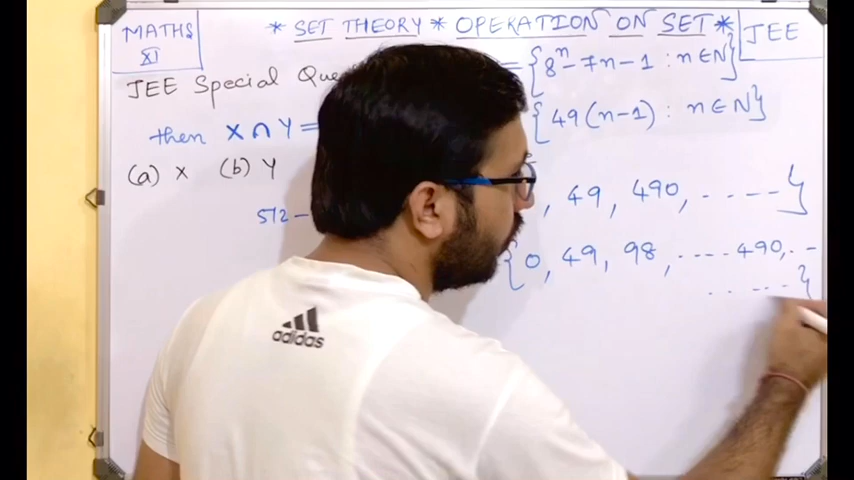 MATHS
XI
* SET THEORY * OPERATION ON SET *
JEE
JEE Special = {8ⁿ-7n-1 : n∈N}
{49(n-1) : n∈N}
then X∩Y=
(a) X (b) Y
, 49, 490, .....}
512-
{0, 49, 98, .....490, ..
.....}
adidas